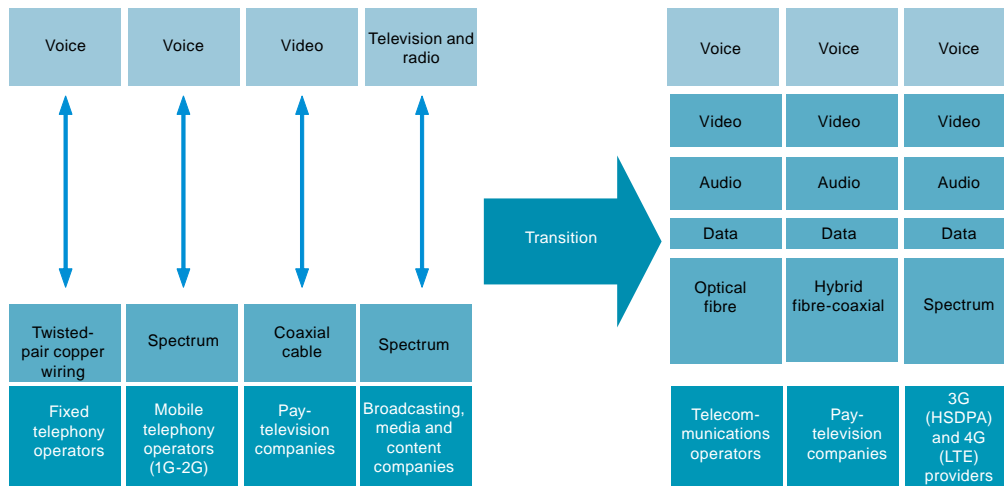 Voice
Voice
Video
Television and
radio
Twisted-
pair copper
wiring
Spectrum
Coaxial
cable
Spectrum
Fixed
telephony
operators
Mobile
telephony
operators
(1G-2G)
Pay-
television
companies
Broadcasting,
media and
content
companies
Transition
Voice
Voice
Voice
Video
Video
Video
Audio
Audio
Audio
Data
Data
Data
Optical
fibre
Hybrid
fibre-coaxial
Spectrum
Telecom-
munications
operators
Pay-
television
companies
3G
(HSDPA)
and 4G
(LTE)
providers